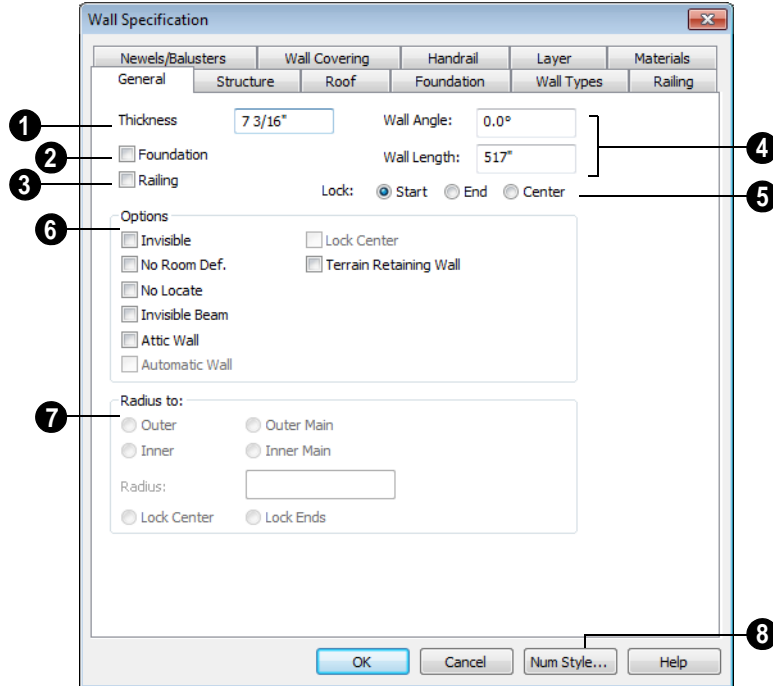 Wall Specification
Newels/Balusters Wall Covering Handrail Layer Materials
General Structure Roof Foundation Wall Types Railing
1 Thickness 7 3/16" Wall Angle: 0.0°
2 Foundation Wall Length: 517" 4
3 Railing
Lock: Start End Center 5
6 Options
Invisible Lock Center
No Room Def. Terrain Retaining Wall
No Locate
Invisible Beam
Attic Wall
Automatic Wall
7 Radius to:
Outer Outer Main
Inner Inner Main
Radius:
Lock Center Lock Ends
8
OK Cancel Num Style... Help